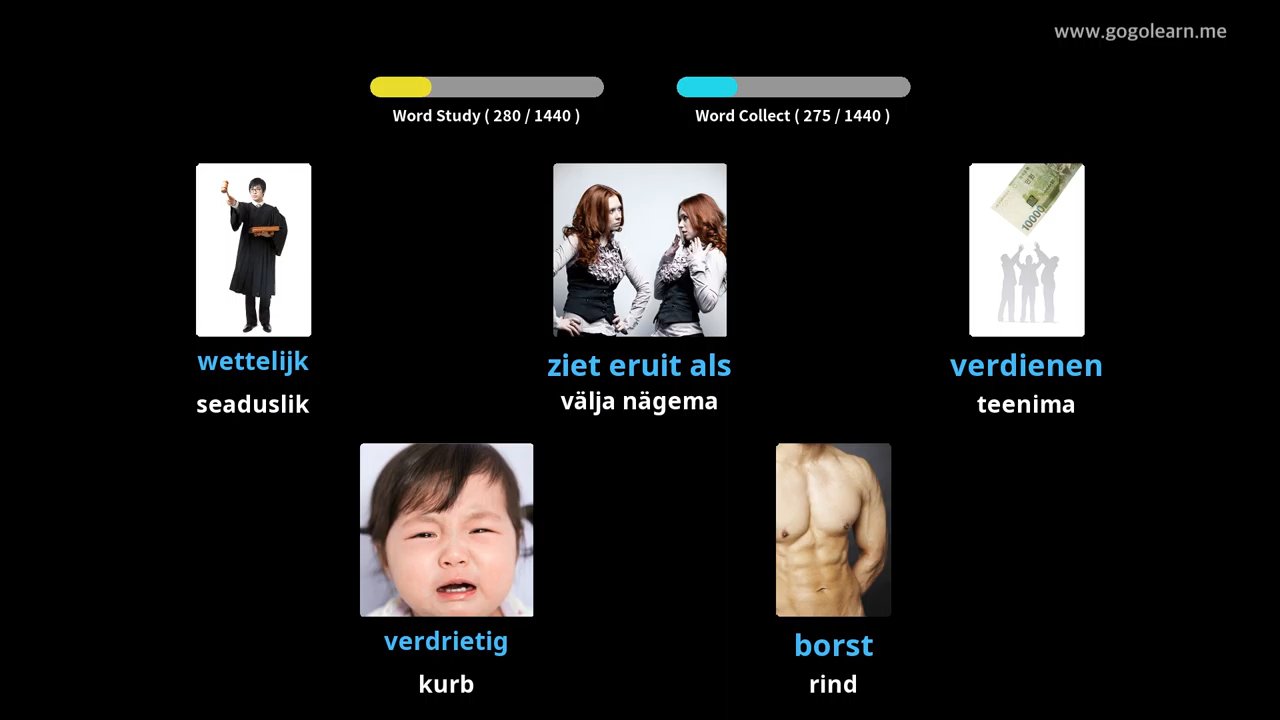 www.gogolearn.me
Word Study ( 280 / 1440 )
Word Collect ( 275 / 1440 )
wettelijk
seaduslik
ziet eruit als
välja nägema
10000
verdienen
teenima
verdrietig
kurb
borst
rind